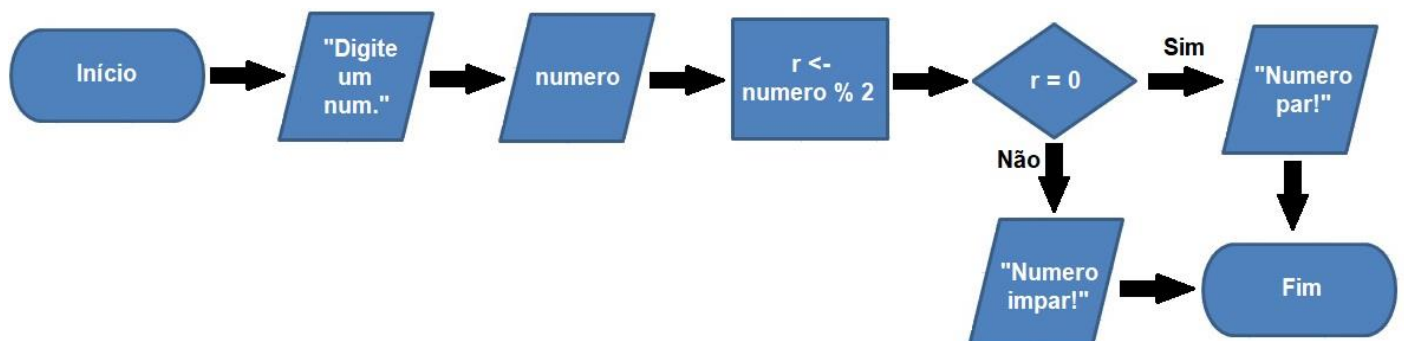 Início
"Digite
um
num."
numero
r <-
numero % 2
r = 0
Sim
"Numero
par!"
Não
"Numero
impar!"
Fim